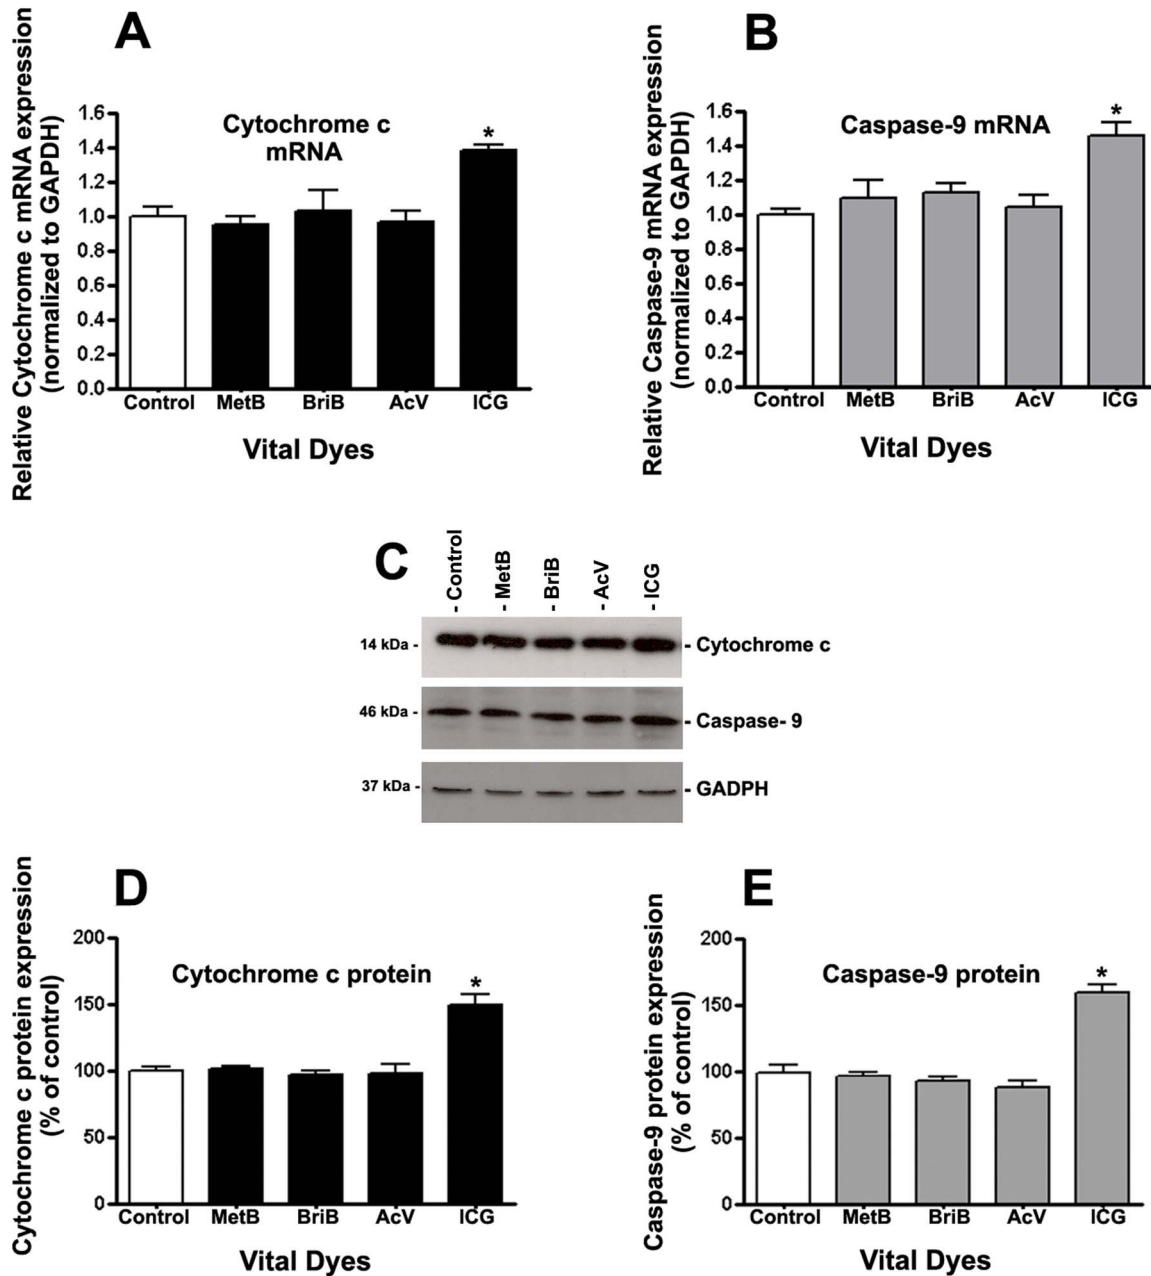 A
Relative Cytochrome c mRNA expression
(normalized to GAPDH)
Cytochrome c
mRNA
*
1.6
1.4
1.2
1.0
0.8
0.6
0.4
0.2
0.0
Control MetB BriB AcV ICG
Vital Dyes
B
Relative Caspase-9 mRNA expression
(normalized to GAPDH)
Caspase-9 mRNA
*
1.6
1.4
1.2
1.0
0.8
0.6
0.4
0.2
0.0
Control MetB BriB AcV ICG
Vital Dyes
C
- Control
- MetB
- BriB
- AcV
- ICG
14 kDa - - Cytochrome c
46 kDa - - Caspase- 9
37 kDa - - GADPH
D
Cytochrome c protein expression
(% of control)
Cytochrome c protein
*
200
150
100
50
0
Control MetB BriB AcV ICG
Vital Dyes
E
Caspase-9 protein expression
(% of control)
Caspase-9 protein
*
200
150
100
50
0
Control MetB BriB AcV ICG
Vital Dyes